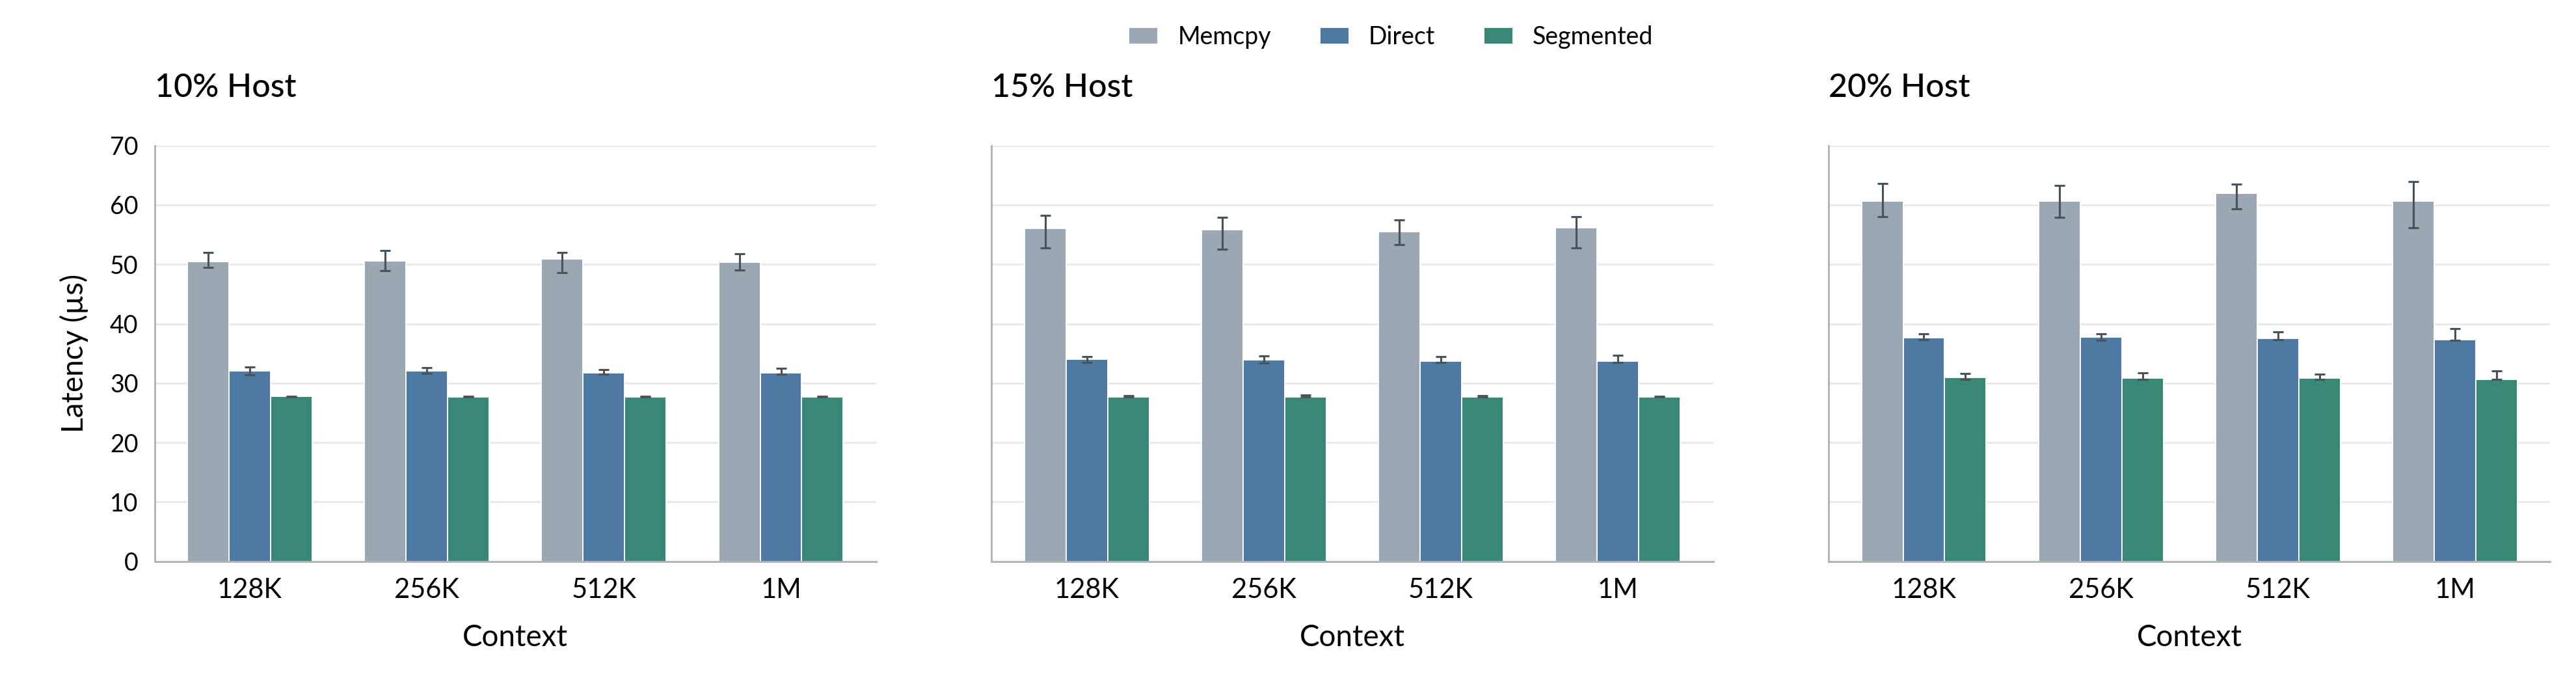 Memcpy Direct Segmented
10% Host
15% Host
20% Host
Latency (µs)
70
60
50
40
30
20
10
0
128K 256K 512K 1M
128K 256K 512K 1M
128K 256K 512K 1M
Context
Context
Context